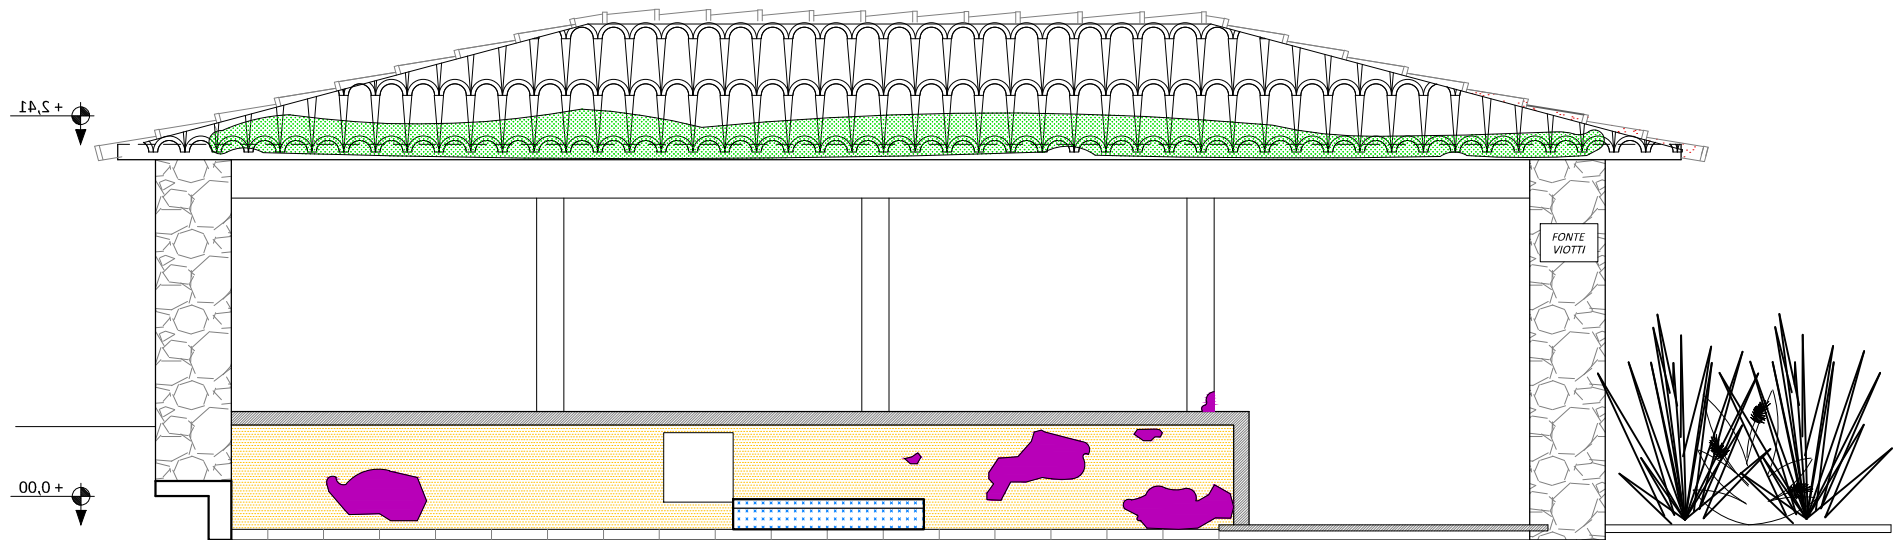 + 2,41
FONTE
VIOTTI
+ 0,00